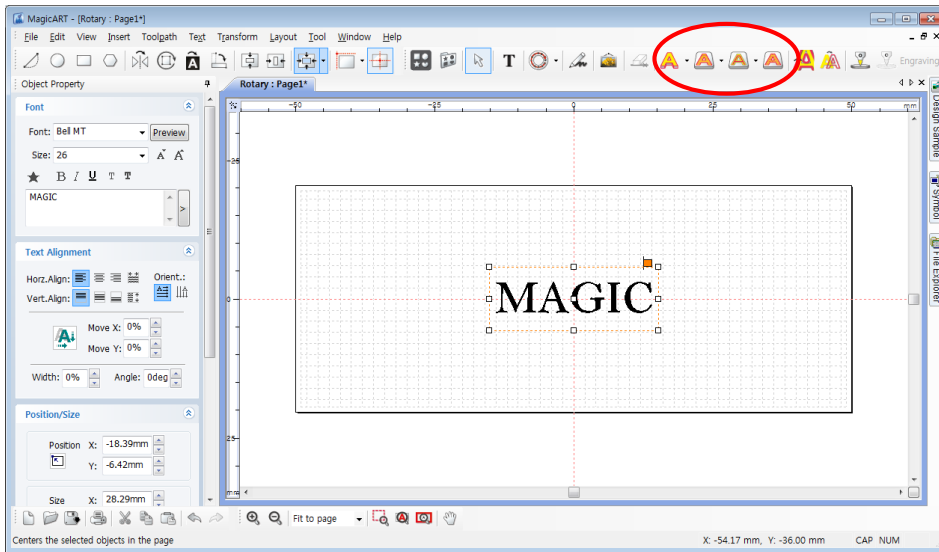 MagicART - [Rotary : Page1*]
File Edit View Insert Toolpath Text Transform Layout Tool Window Help
T Engraving
Object Property
Rotary : Page1*
Font
Font: Bell MT Preview
Size: 26
B I U T T
MAGIC
>
Text Alignment
Horz.Align: Orient.:
Vert.Align:
Move X: 0%
Move Y: 0%
Width: 0% Angle: 0deg
Position/Size
Position X: -18.39mm
Y: -6.42mm
Size X: 28.29mm
-50 -25 0 25 50 mm
-25
0
25
mm
MAGIC
Design Sample
Symbol
File Explorer
Fit to page
Centers the selected objects in the page X: -54.17 mm, Y: -36.00 mm CAP NUM